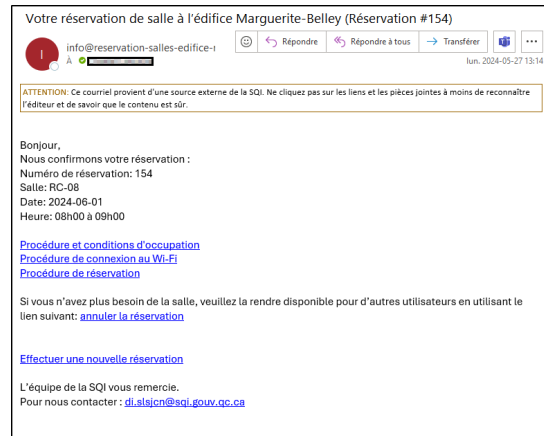 Votre réservation de salle à l'édifice Marguerite-Belley (Réservation #154)
I
info@reservation-salles-edifice-r
Répondre
Répondre à tous
Transférer
À
lun. 2024-05-27 13:14
ATTENTION: Ce courriel provient d'une source externe de la SQI. Ne cliquez pas sur les liens et les pièces jointes à moins de reconnaître
l'éditeur et de savoir que le contenu est sûr.
Bonjour,
Nous confirmons votre réservation :
Numéro de réservation: 154
Salle: RC-08
Date: 2024-06-01
Heure: 08h00 à 09h00
Procédure et conditions d'occupation
Procédure de connexion au Wi-Fi
Procédure de réservation
Si vous n'avez plus besoin de la salle, veuillez la rendre disponible pour d'autres utilisateurs en utilisant le
lien suivant: annuler la réservation
Effectuer une nouvelle réservation
L'équipe de la SQI vous remercie.
Pour nous contacter : di.slsjcn@sqi.gouv.qc.ca